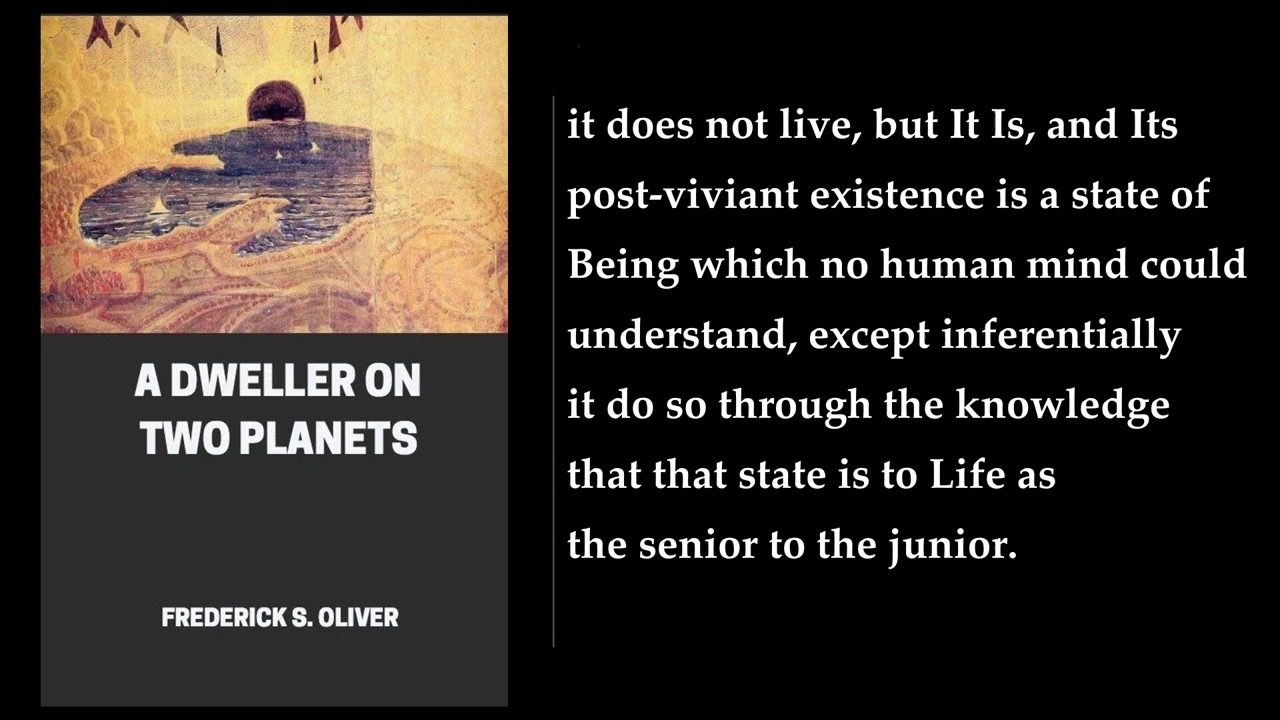 A DWELLER ON
TWO PLANETS
FREDERICK S. OLIVER
it does not live, but It Is, and Its
post-viviant existence is a state of
Being which no human mind could
understand, except inferentially
it do so through the knowledge
that that state is to Life as
the senior to the junior.